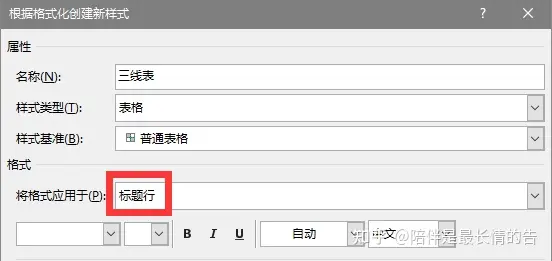 根据格式化创建新样式 ? ×
属性
名称(N): 三线表
样式类型(T): 表格
样式基准(B): 普通表格
格式
将格式应用于(P): 标题行
B I U 自动 中文
知乎 @陪伴是最长情的告